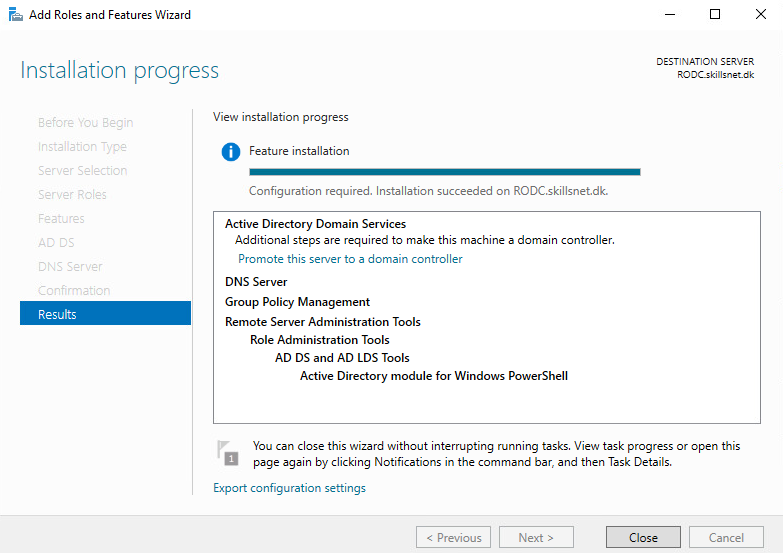 Add Roles and Features Wizard
Installation progress
DESTINATION SERVER
RODC.skillsnet.dk
Before You Begin
Installation Type
Server Selection
Server Roles
Features
AD DS
DNS Server
Confirmation
Results
View installation progress
Feature installation
Configuration required. Installation succeeded on RODC.skillsnet.dk.
Active Directory Domain Services
Additional steps are required to make this machine a domain controller.
Promote this server to a domain controller
DNS Server
Group Policy Management
Remote Server Administration Tools
Role Administration Tools
AD DS and AD LDS Tools
Active Directory module for Windows PowerShell
1
You can close this wizard without interrupting running tasks. View task progress or open this
page again by clicking Notifications in the command bar, and then Task Details.
Export configuration settings
< Previous
Next >
Close
Cancel